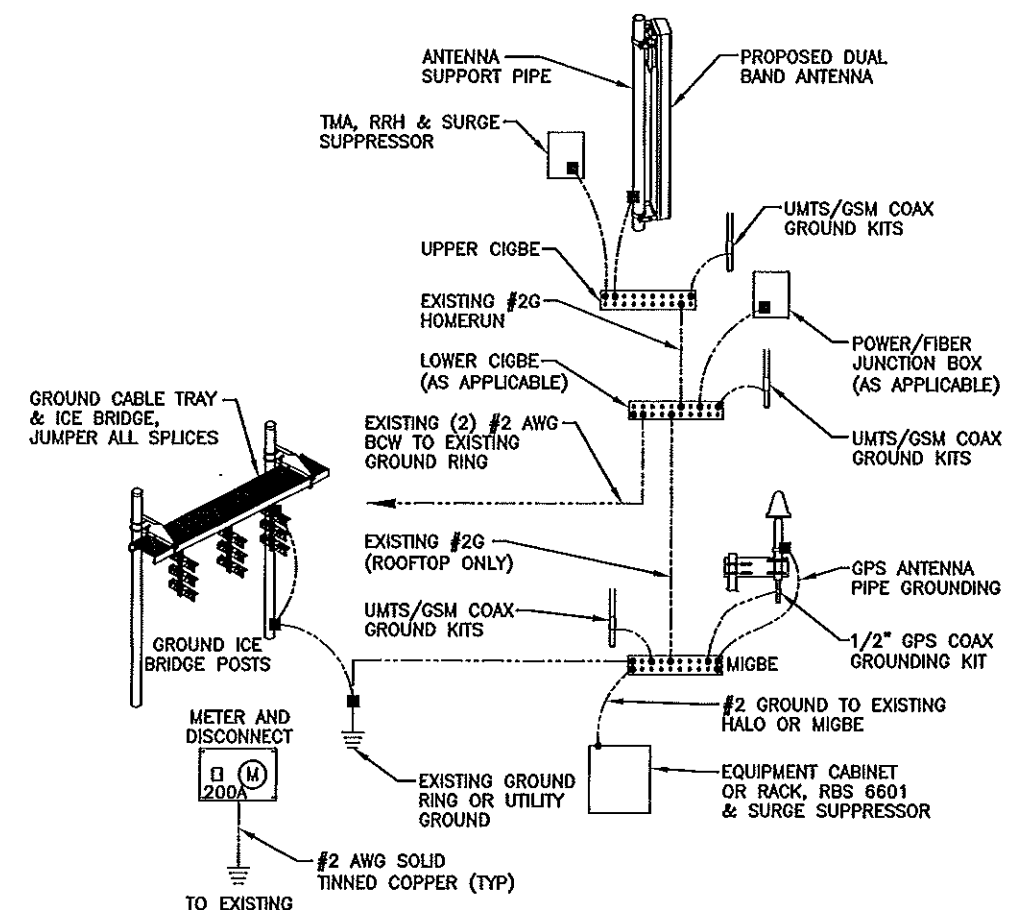 ANTENNA
SUPPORT PIPE
PROPOSED DUAL
BAND ANTENNA
TMA, RRH & SURGE
SUPPRESSOR
UMTS/GSM COAX
GROUND KITS
UPPER CIGBE
EXISTING #2G
HOMERUN
POWER/FIBER
JUNCTION BOX
(AS APPLICABLE)
LOWER CIGBE
(AS APPLICABLE)
GROUND CABLE TRAY
& ICE BRIDGE,
JUMPER ALL SPLICES
EXISTING (2) #2 AWG
BCW TO EXISTING
GROUND RING
UMTS/GSM COAX
GROUND KITS
EXISTING #2G
(ROOFTOP ONLY)
GPS ANTENNA
PIPE GROUNDING
UMTS/GSM COAX
GROUND KITS
1/2" GPS COAX
GROUNDING KIT
GROUND ICE
BRIDGE POSTS
MIGBE
#2 GROUND TO EXISTING
HALO OR MIGBE
METER AND
DISCONNECT
M
200A
EXISTING GROUND
RING OR UTILITY
GROUND
EQUIPMENT CABINET
OR RACK, RBS 6601
& SURGE SUPPRESSOR
#2 AWG SOLID
TINNED COPPER (TYP)
TO EXISTING